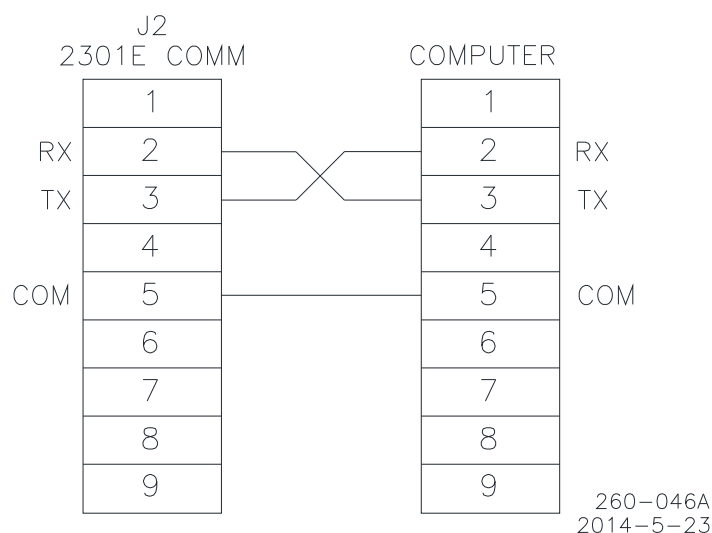 J2
2301E COMM
COMPUTER
1 1
RX 2 2 RX
TX 3 3 TX
4 4
COM 5 5 COM
6 6
7 7
8 8
9 9
260-046A
2014-5-23